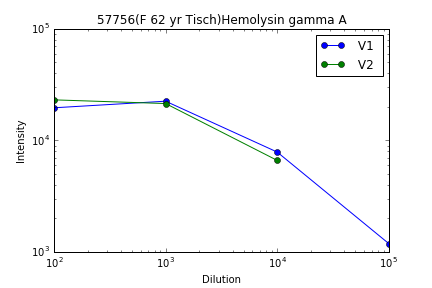 57756(F 62 yr Tisch)Hemolysin gamma A
10^5
10^4
10^3
Intensity
V1
V2
10^2 10^3 10^4 10^5
Dilution